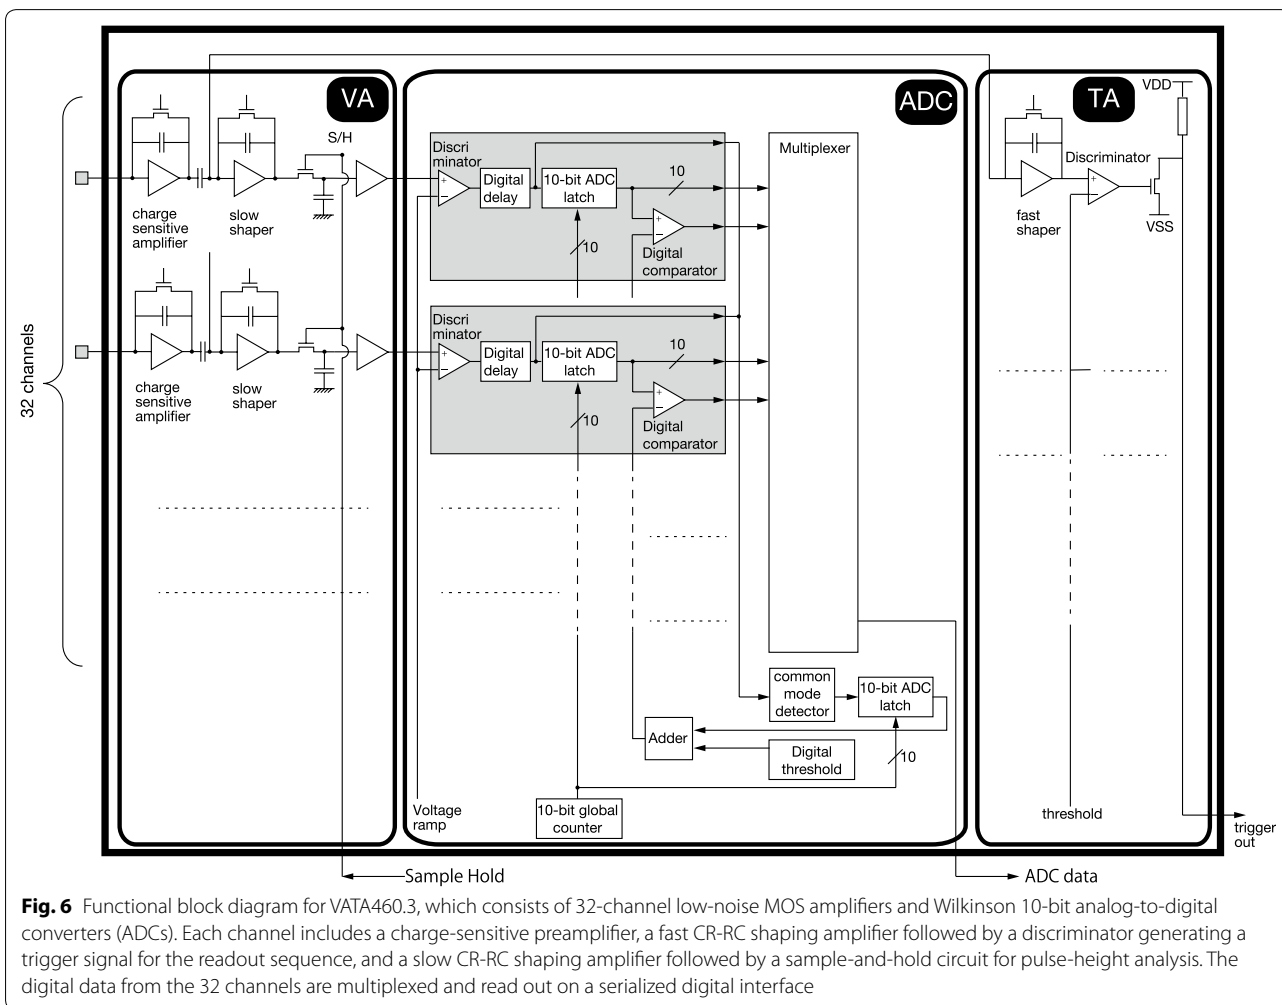 VA
ADC
TA
VDD
S/H
Discri
minator
Digital
delay
10-bit ADC
latch
10
Multiplexer
Discriminator
charge
sensitive
amplifier
slow
shaper
10
Digital
comparator
fast
shaper
VSS
32 channels
Discri
minator
Digital
delay
10-bit ADC
latch
10
charge
sensitive
amplifier
slow
shaper
10
Digital
comparator
common
mode
detector
10-bit ADC
latch
Adder
Digital
threshold
10
Voltage
ramp
10-bit global
counter
threshold
trigger
out
Sample Hold
ADC data
Fig. 6 Functional block diagram for VATA460.3, which consists of 32-channel low-noise MOS amplifiers and Wilkinson 10-bit analog-to-digital
converters (ADCs). Each channel includes a charge-sensitive preamplifier, a fast CR-RC shaping amplifier followed by a discriminator generating a
trigger signal for the readout sequence, and a slow CR-RC shaping amplifier followed by a sample-and-hold circuit for pulse-height analysis. The
digital data from the 32 channels are multiplexed and read out on a serialized digital interface